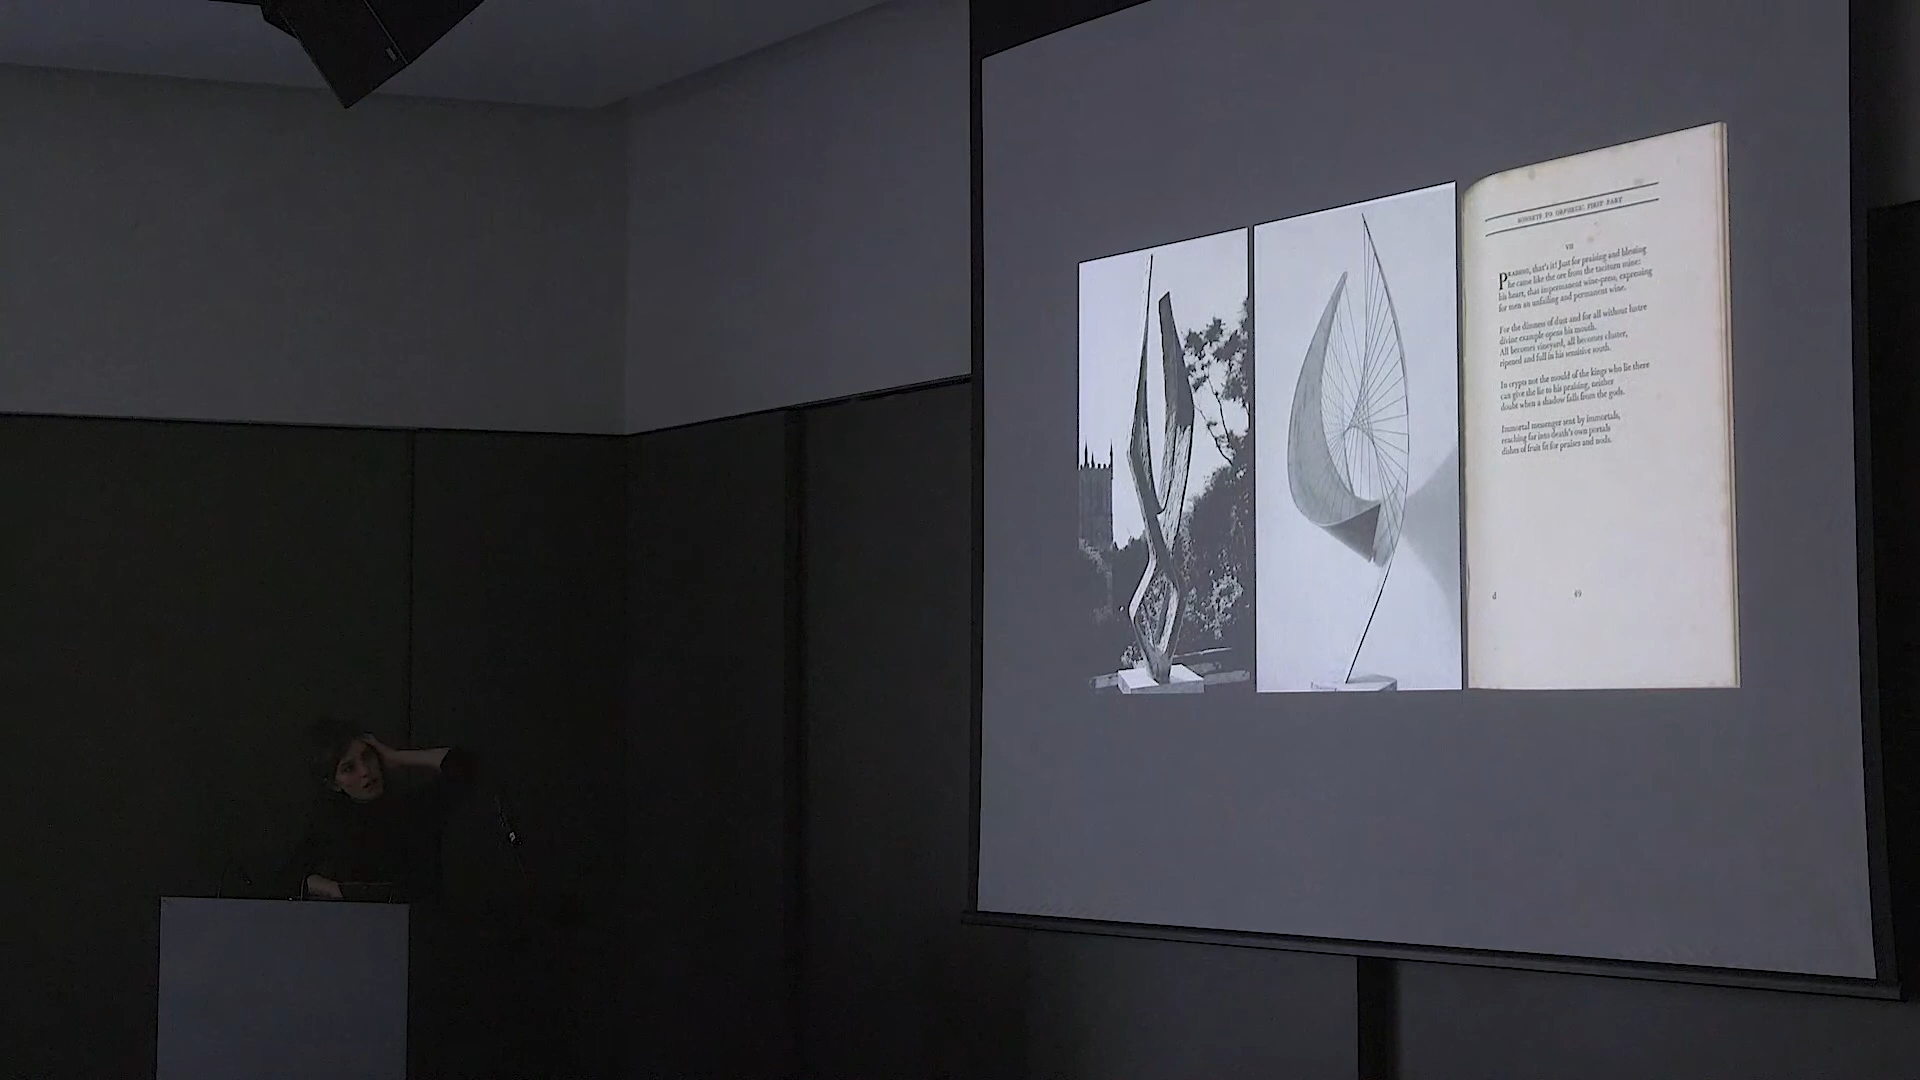 SONNETS TO ORPHEUS: FIRST PART
VII
PRAISING, that's it! Just for praising and blessing
he came like the ore from the taciturn mine:
his heart, that impermanent wine-press, expressing
for men an unfailing and permanent wine.
For the dimness of dust and for all without lustre
divine example opens his mouth.
All becomes vineyard, all becomes cluster,
ripened and full in his sensitive south.
In crypts not the mould of the kings who lie there
can give the lie to his praising, neither
doubt when a shadow falls from the gods.
Immortal messenger sent by immortals,
reaching far into death's own portals
dishes of fruit fit for praises and nods.
d 49